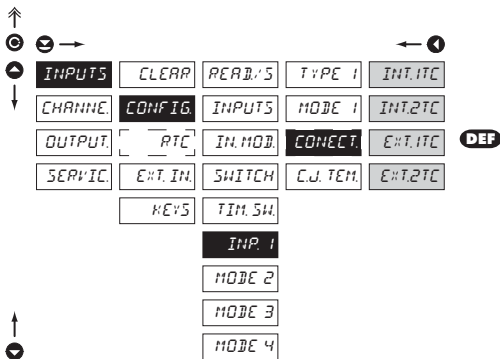 INPUTS CLEAR READ./S TYPE 1 INT.1TC
CHANNE. CONFIG. INPUTS MODE 1 INT.2TC
OUTPUT. RTC IN. MOD. CONECT. EXT.1TC DEF
SERVIC. EXT. IN. SWITCH C.J. TEM. EXT.2TC
KEYS TIM. SW.
INP. 1
MODE 2
MODE 3
MODE 4